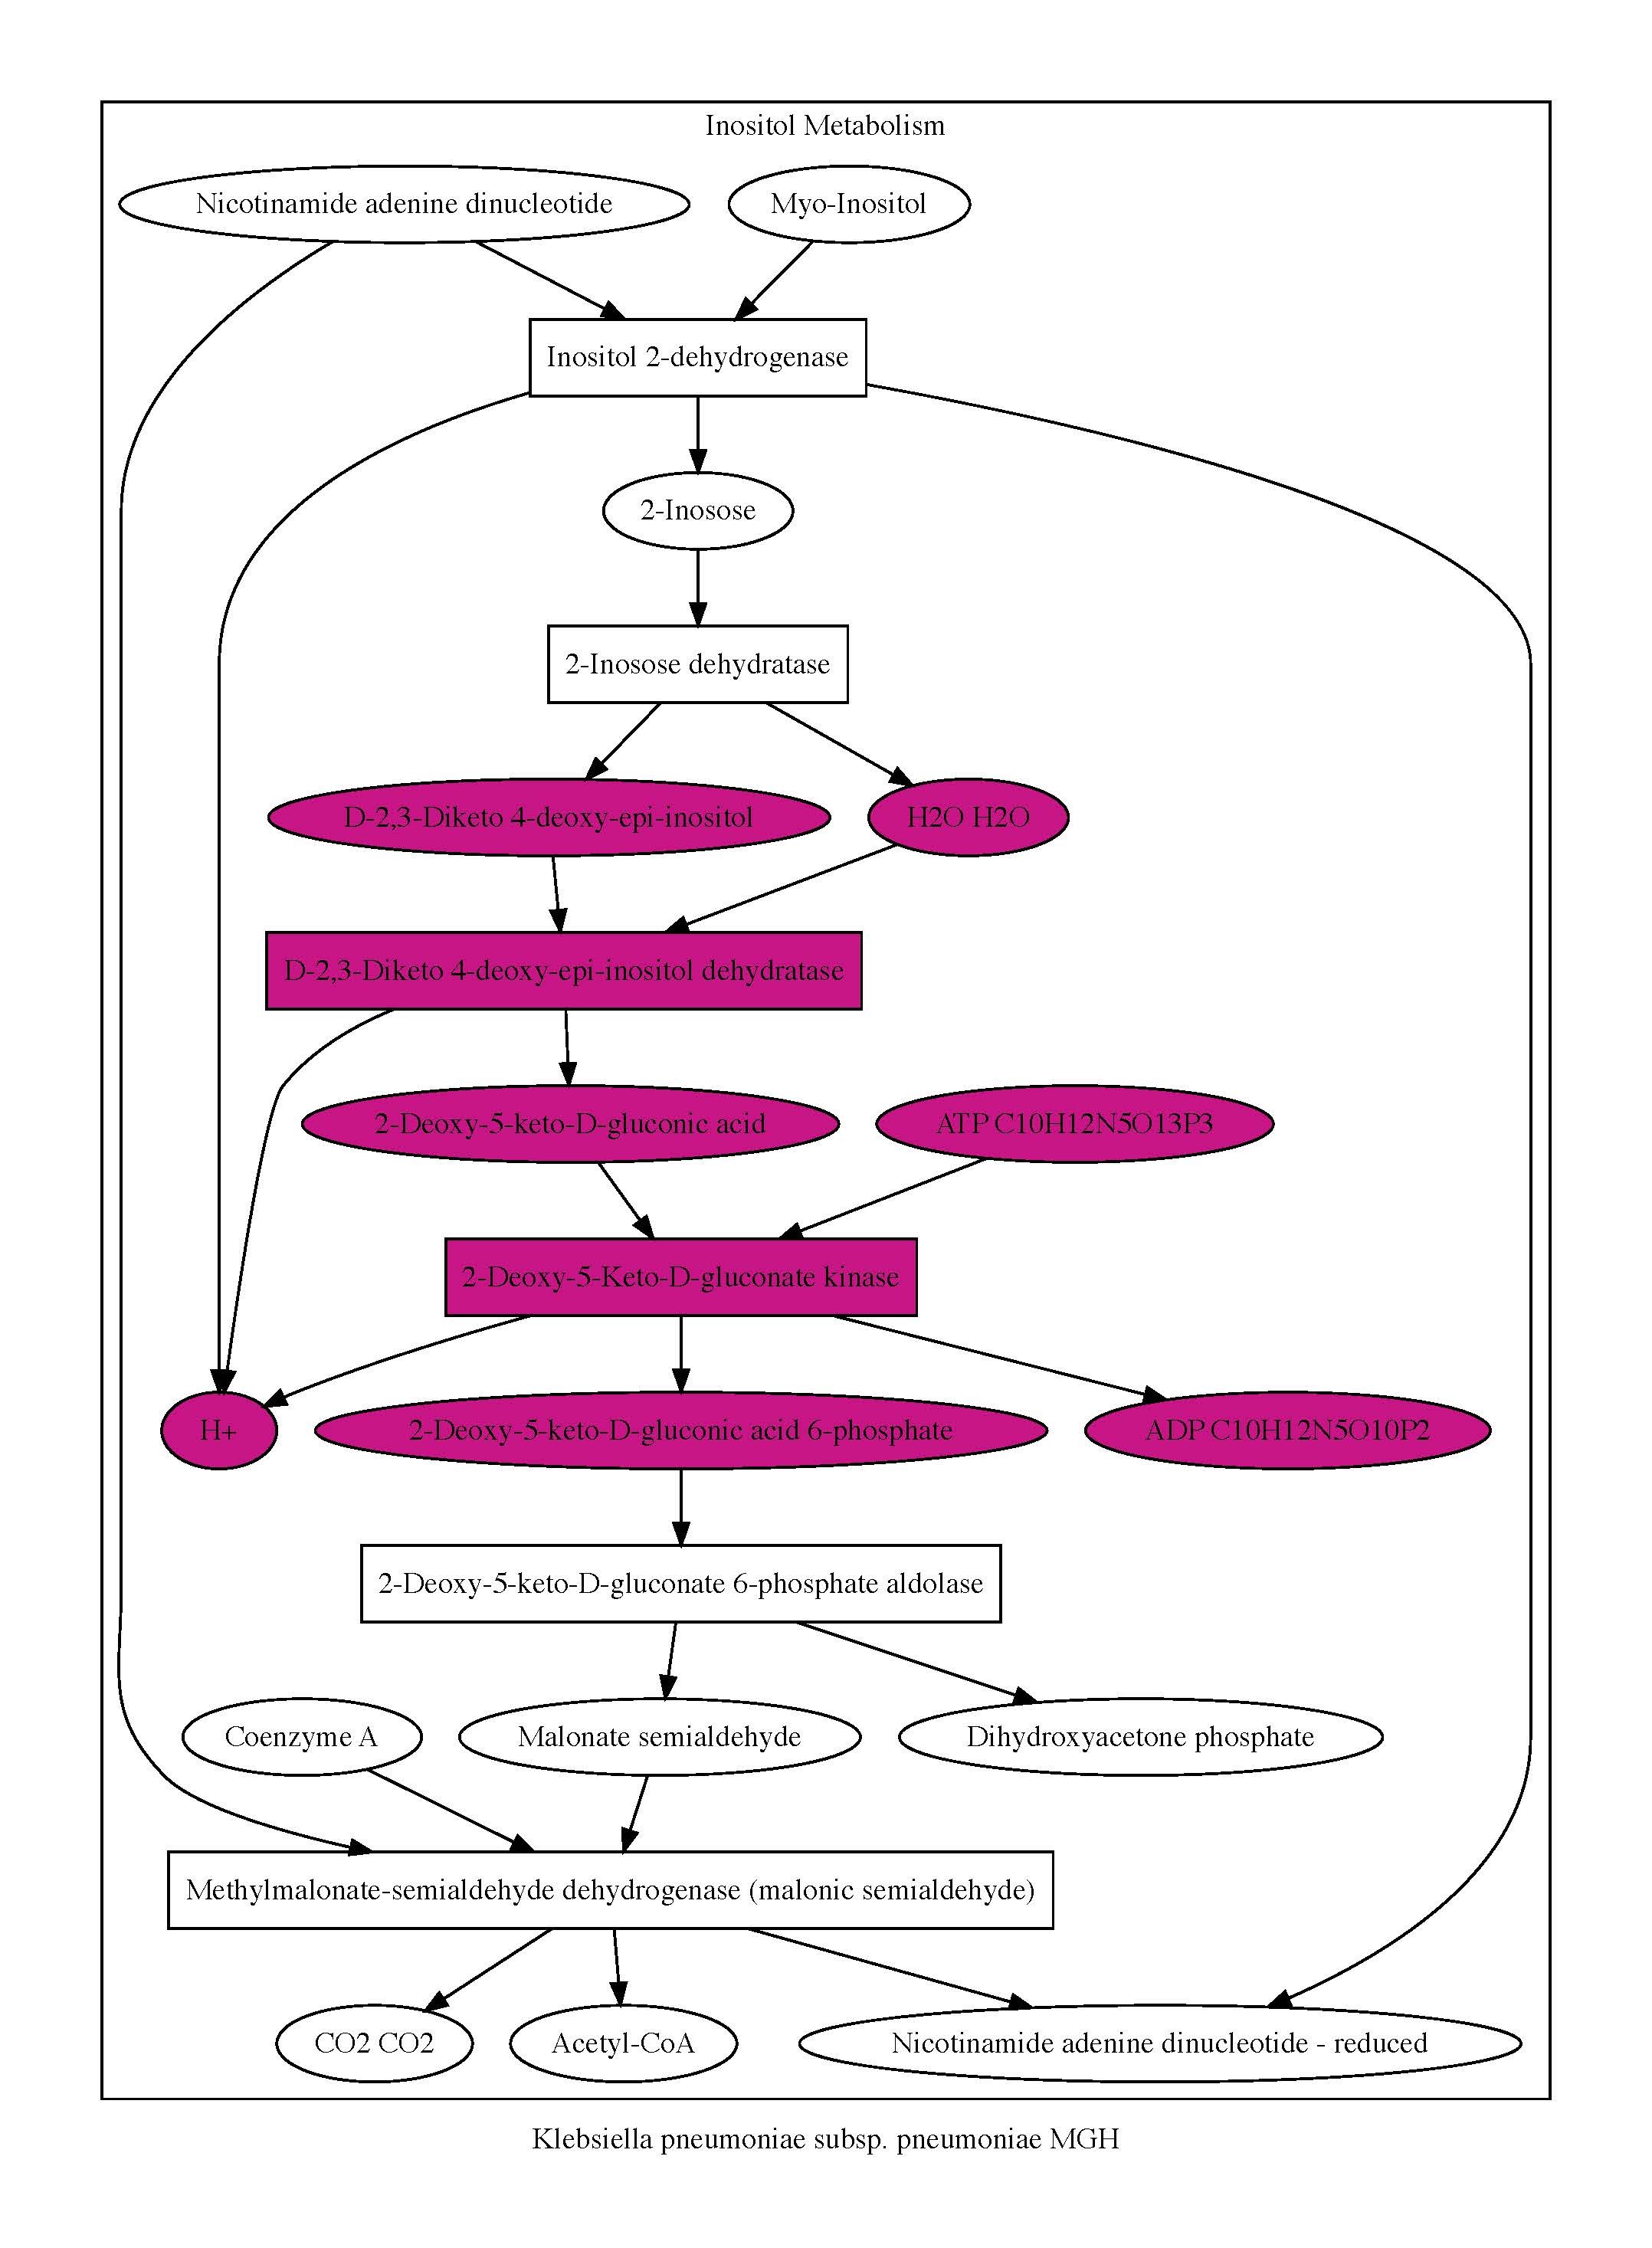 Inositol Metabolism
Nicotinamide adenine dinucleotide
Myo-Inositol
Inositol 2-dehydrogenase
2-Inosose
2-Inosose dehydratase
D-2,3-Diketo 4-deoxy-epi-inositol
H2O H2O
D-2,3-Diketo 4-deoxy-epi-inositol dehydratase
2-Deoxy-5-keto-D-gluconic acid
ATP C10H12N5O13P3
2-Deoxy-5-Keto-D-gluconate kinase
H+
2-Deoxy-5-keto-D-gluconic acid 6-phosphate
ADP C10H12N5O10P2
2-Deoxy-5-keto-D-gluconate 6-phosphate aldolase
Coenzyme A
Malonate semialdehyde
Dihydroxyacetone phosphate
Methylmalonate-semialdehyde dehydrogenase (malonic semialdehyde)
CO2 CO2
Acetyl-CoA
Nicotinamide adenine dinucleotide - reduced
Klebsiella pneumoniae subsp. pneumoniae MGH